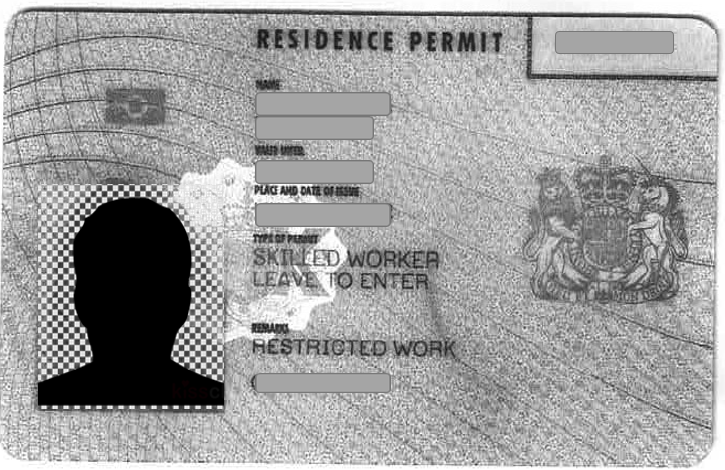 RESIDENCE PERMIT
NAME
VALID UNTIL
PLACE AND DATE OF ISSUE
TYPE OF PERMIT
SKILLED WORKER
LEAVE TO ENTER
REMARKS
RESTRICTED WORK